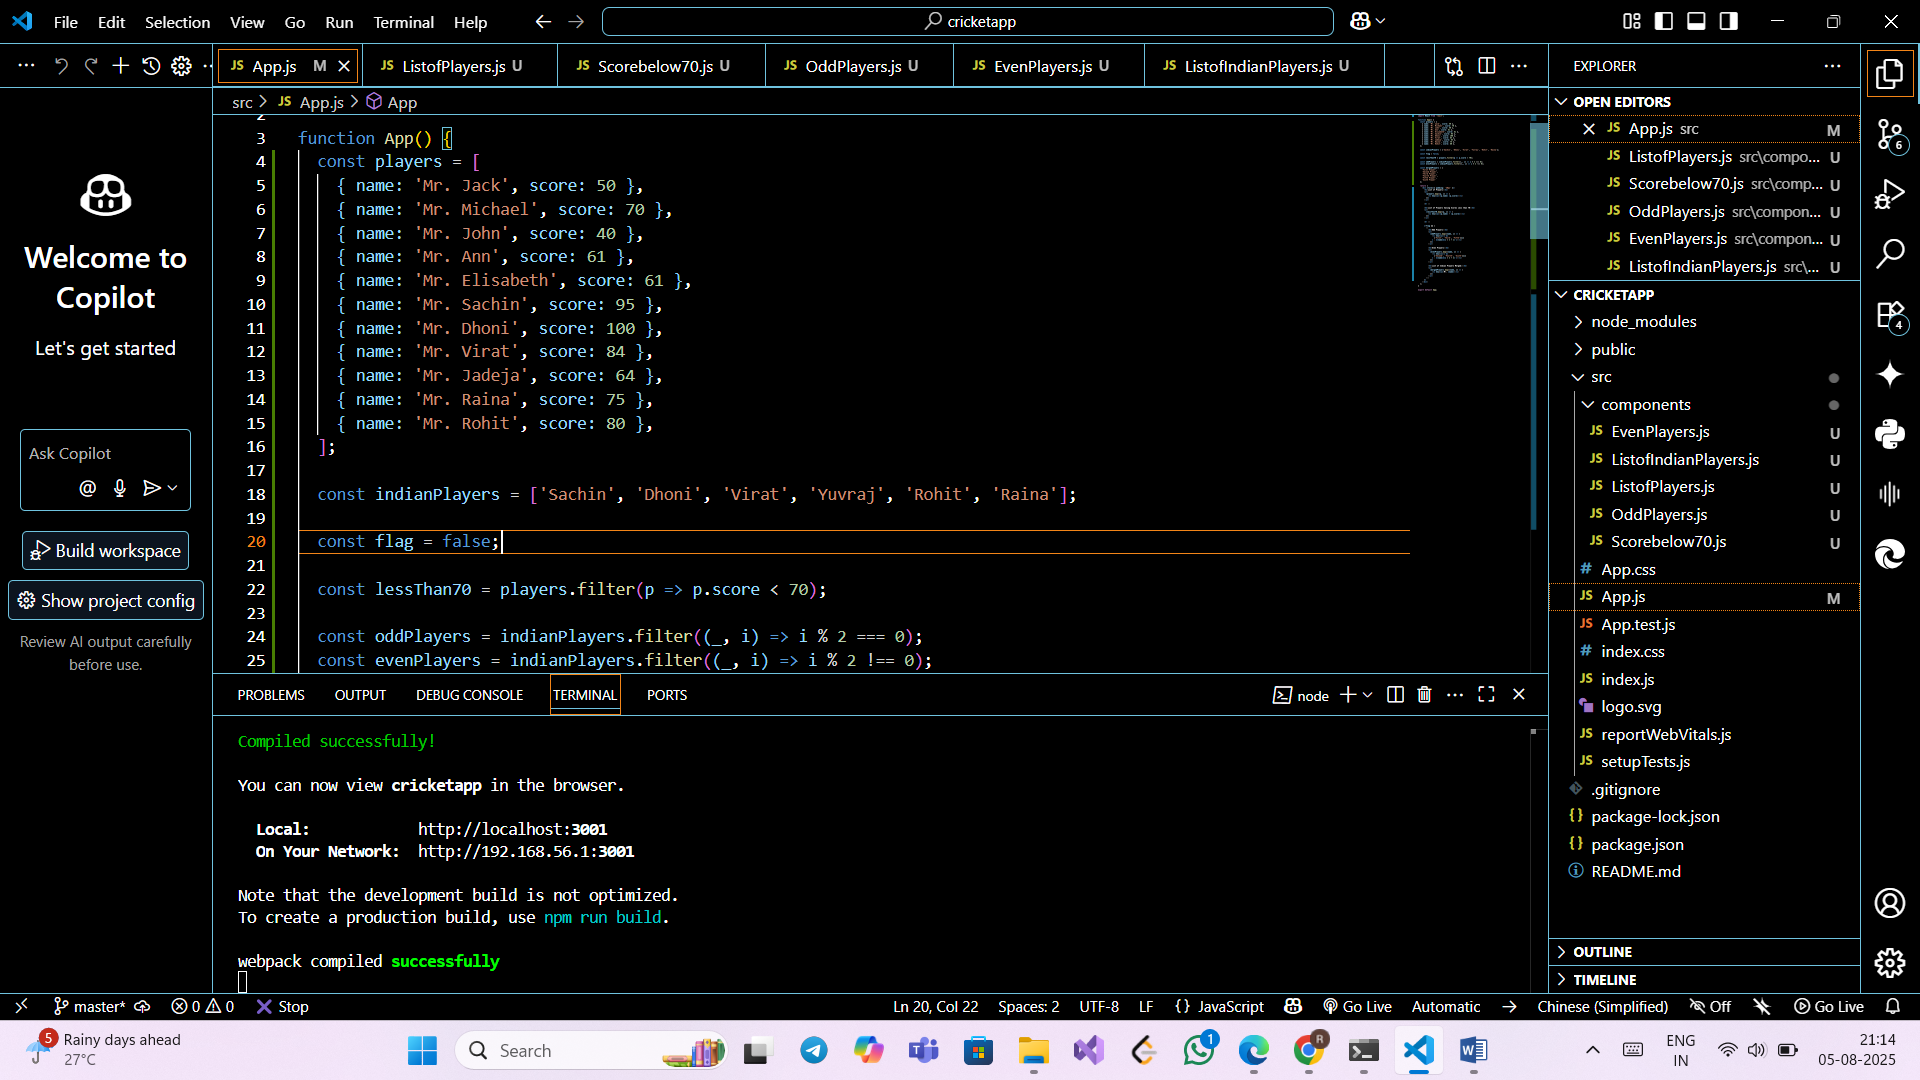 File Edit Selection View Go Run Terminal Help
cricketapp
App.js M
ListofPlayers.js U
Scorebelow70.js U
OddPlayers.js U
EvenPlayers.js U
ListofIndianPlayers.js U
src > JS App.js > App
Welcome to
Copilot
Let's get started
Ask Copilot
Build workspace
Show project config
Review AI output carefully
before use.
2
3 function App() {
4 const players = [
5 { name: 'Mr. Jack', score: 50 },
6 { name: 'Mr. Michael', score: 70 },
7 { name: 'Mr. John', score: 40 },
8 { name: 'Mr. Ann', score: 61 },
9 { name: 'Mr. Elisabeth', score: 61 },
10 { name: 'Mr. Sachin', score: 95 },
11 { name: 'Mr. Dhoni', score: 100 },
12 { name: 'Mr. Virat', score: 84 },
13 { name: 'Mr. Jadeja', score: 64 },
14 { name: 'Mr. Raina', score: 75 },
15 { name: 'Mr. Rohit', score: 80 },
16 ];
17
18 const indianPlayers = ['Sachin', 'Dhoni', 'Virat', 'Yuvraj', 'Rohit', 'Raina'];
19
20 const flag = false;
21
22 const lessThan70 = players.filter(p => p.score < 70);
23
24 const oddPlayers = indianPlayers.filter((_, i) => i % 2 === 0);
25 const evenPlayers = indianPlayers.filter((_, i) => i % 2 !== 0);
PROBLEMS OUTPUT DEBUG CONSOLE TERMINAL PORTS
node
Compiled successfully!
You can now view cricketapp in the browser.
Local: http://localhost:3001
On Your Network: http://192.168.56.1:3001
Note that the development build is not optimized.
To create a production build, use npm run build.
webpack compiled successfully
EXPLORER
OPEN EDITORS
JS App.js src M
JS ListofPlayers.js src\compo... U
JS Scorebelow70.js src\comp... U
JS OddPlayers.js src\compon... U
JS EvenPlayers.js src\compon... U
JS ListofIndianPlayers.js src\... U
CRICKETAPP
node_modules
public
src
components
JS EvenPlayers.js U
JS ListofIndianPlayers.js U
JS ListofPlayers.js U
JS OddPlayers.js U
JS Scorebelow70.js U
# App.css
JS App.js M
JS App.test.js
# index.css
JS index.js
logo.svg
JS reportWebVitals.js
JS setupTests.js
.gitignore
{} package-lock.json
{} package.json
README.md
OUTLINE
TIMELINE
6
4
master* 0 0 Stop
Ln 20, Col 22 Spaces: 2 UTF-8 LF {} JavaScript Go Live Automatic Chinese (Simplified) Off Go Live
5
Rainy days ahead
27°C
Search
1
R
ENG
IN
21:14
05-08-2025